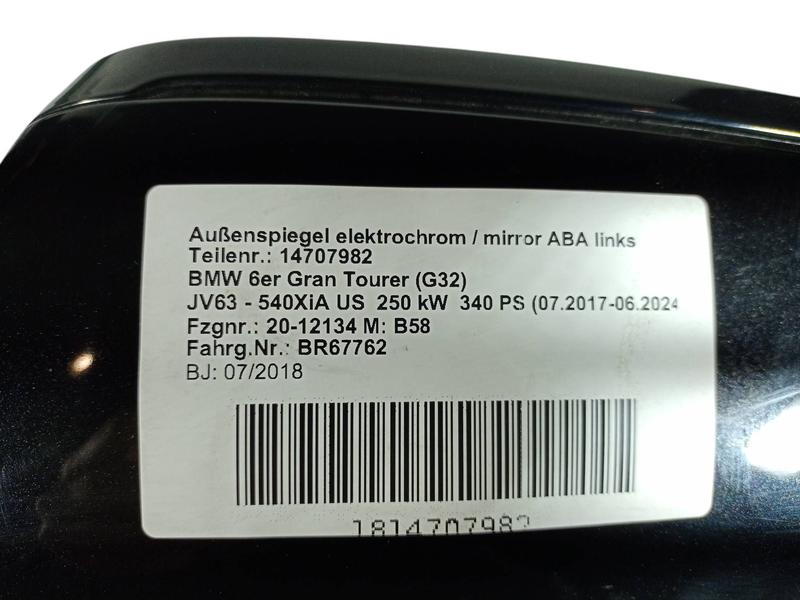 Außenspiegel elektrochrom / mirror ABA links
Teilenr.: 14707982
BMW 6er Gran Tourer (G32)
JV63 - 540XiA US 250 kW 340 PS (07.2017-06.2024
Fzgnr.: 20-12134 M: B58
Fahrg.Nr.: BR67762
BJ: 07/2018
1814707982